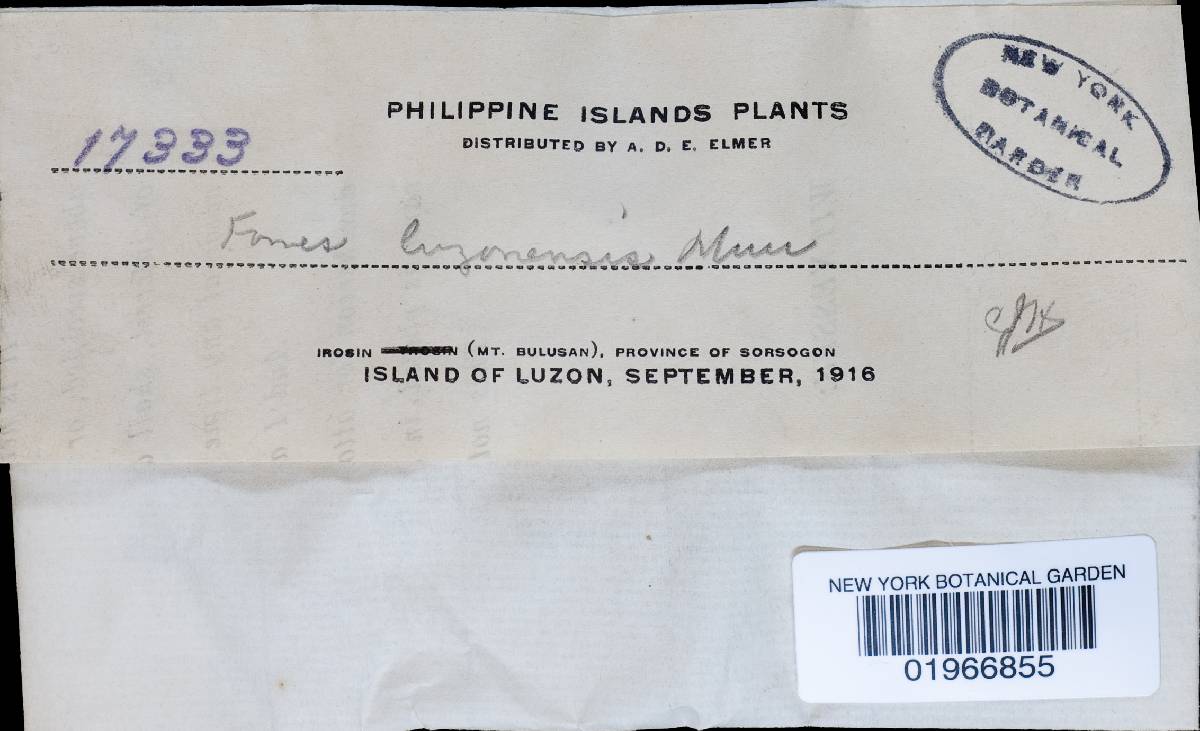 PHILIPPINE ISLANDS PLANTS
DISTRIBUTED BY A. D. E. ELMER
NEW YORK
BOTANICAL
GARDEN
17333
Fomes luzonensis Murr
IROSIN (MT. BULUSAN), PROVINCE OF SORSOGON
ISLAND OF LUZON, SEPTEMBER, 1916
NEW YORK BOTANICAL GARDEN
01966855